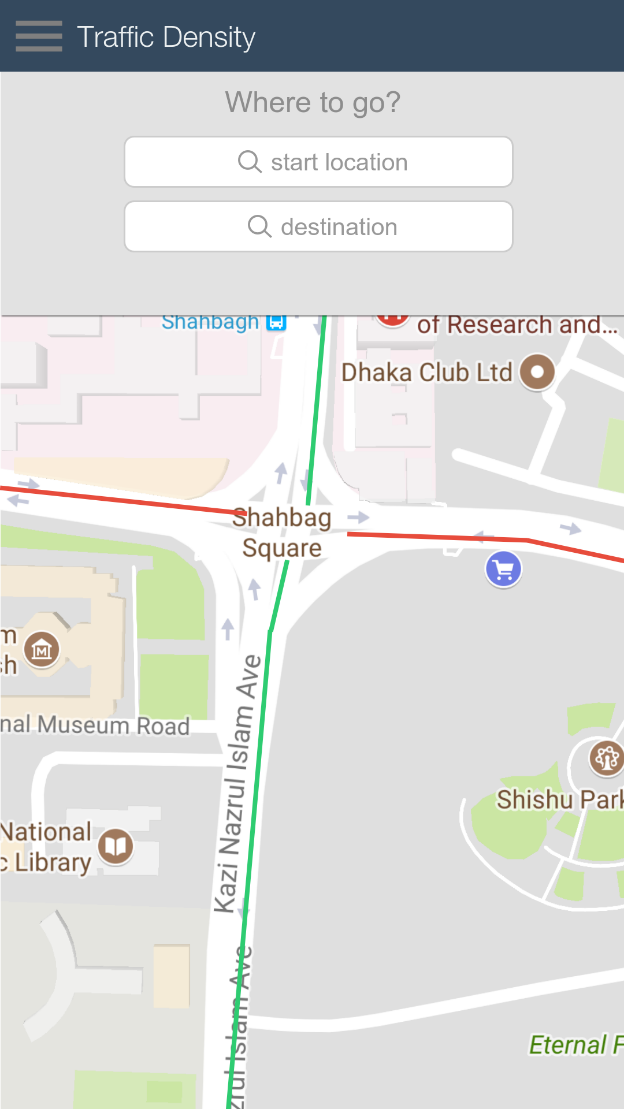 Traffic Density
Where to go?
start location
destination
Shahbagh
of Research and...
Dhaka Club Ltd
Shahbag
Square
m
sh
nal Museum Road
Kazi Nazrul Islam Ave
Shishu Park
National
c Library
zrul Islam Ave
Eternal F